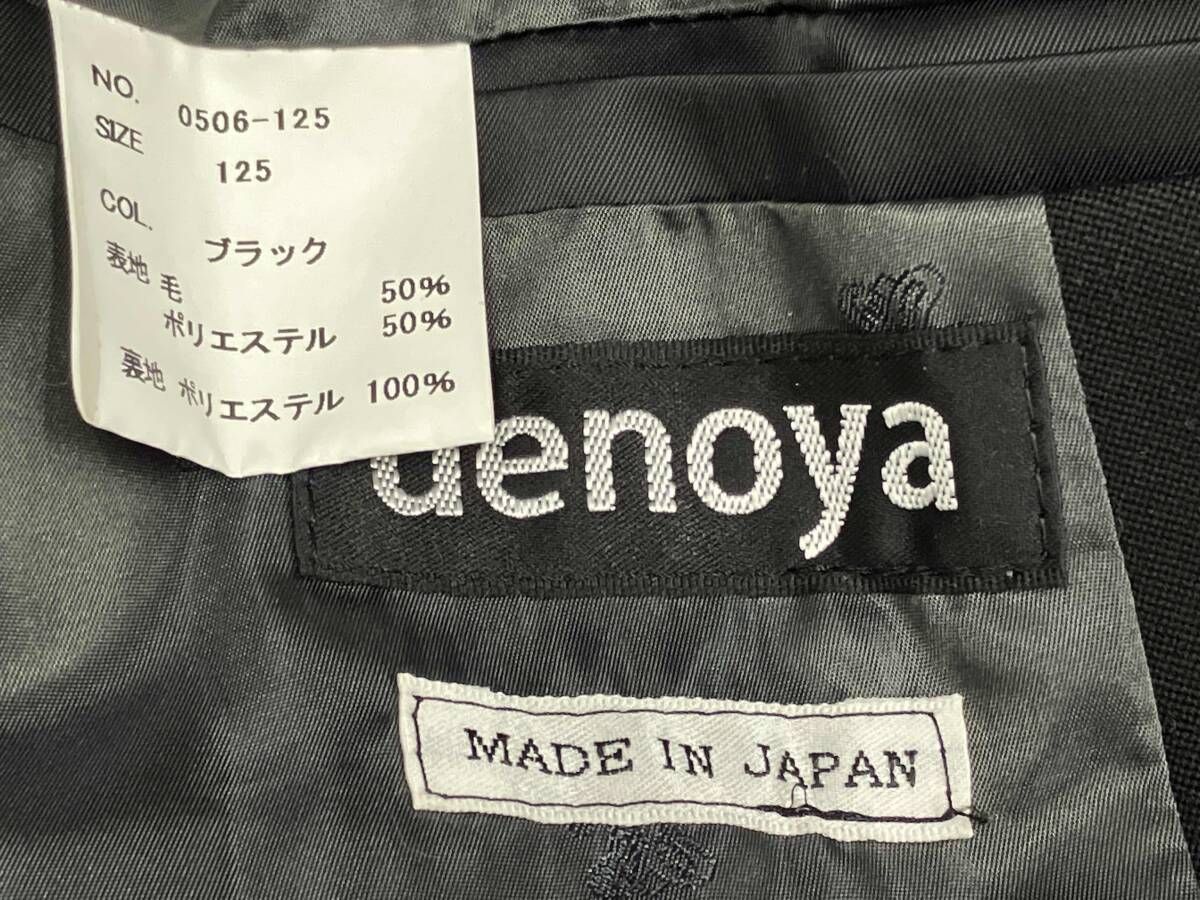 NO. 0506-125
SIZE 125
COL. ブラック
表地 毛 50%
ポリエステル 50%
裏地 ポリエステル 100%
MADE IN JAPAN